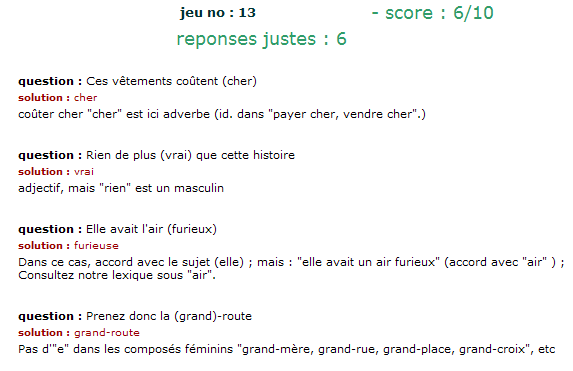 jeu no : 13
- score : 6/10
reponses justes : 6
question : Ces vêtements coûtent (cher)
solution : cher
coûter cher "cher" est ici adverbe (id. dans "payer cher, vendre cher".)
question : Rien de plus (vrai) que cette histoire
solution : vrai
adjectif, mais "rien" est un masculin
question : Elle avait l'air (furieux)
solution : furieuse
Dans ce cas, accord avec le sujet (elle) ; mais : "elle avait un air furieux" (accord avec "air" ) ;
Consultez notre lexique sous "air".
question : Prenez donc la (grand)-route
solution : grand-route
Pas d'"e" dans les composés féminins "grand-mère, grand-rue, grand-place, grand-croix", etc